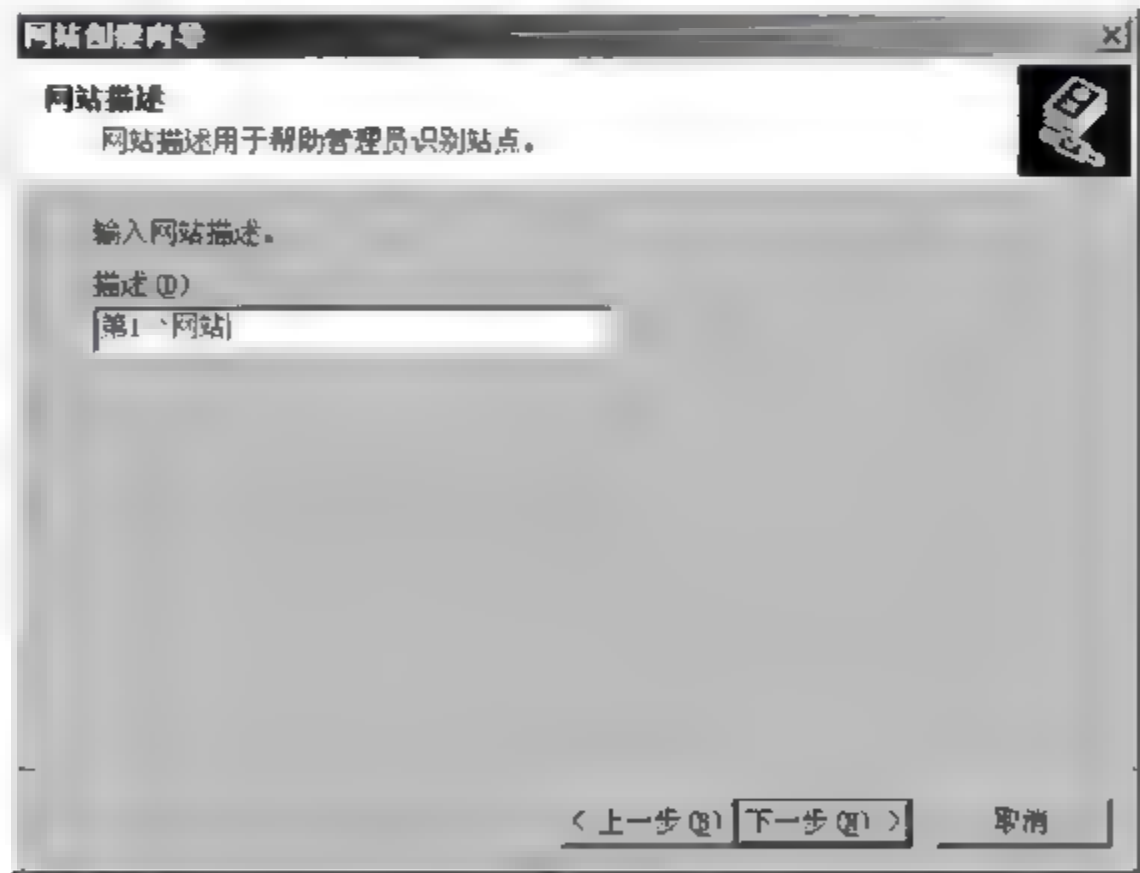 网站创建向导
网站描述
网站描述用于帮助管理员识别站点。
输入网站描述。
描述(D)
第1个网站
< 上一步(B)
下一步(N) >
取消